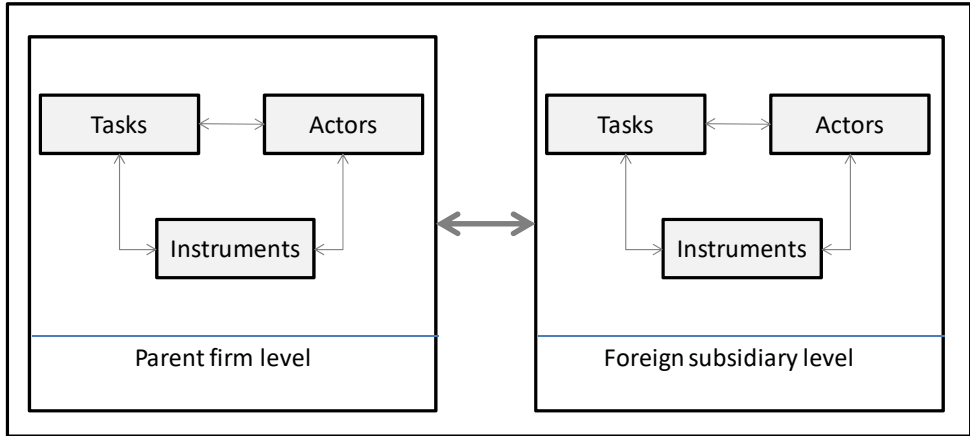 Tasks
Actors
Instruments
Parent firm level
Tasks
Actors
Instruments
Foreign subsidiary level